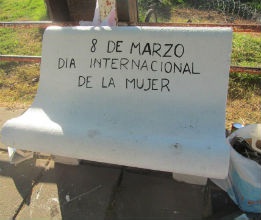 8 DE MARZO
DIA INTERNACIONAL
DE LA MUJER